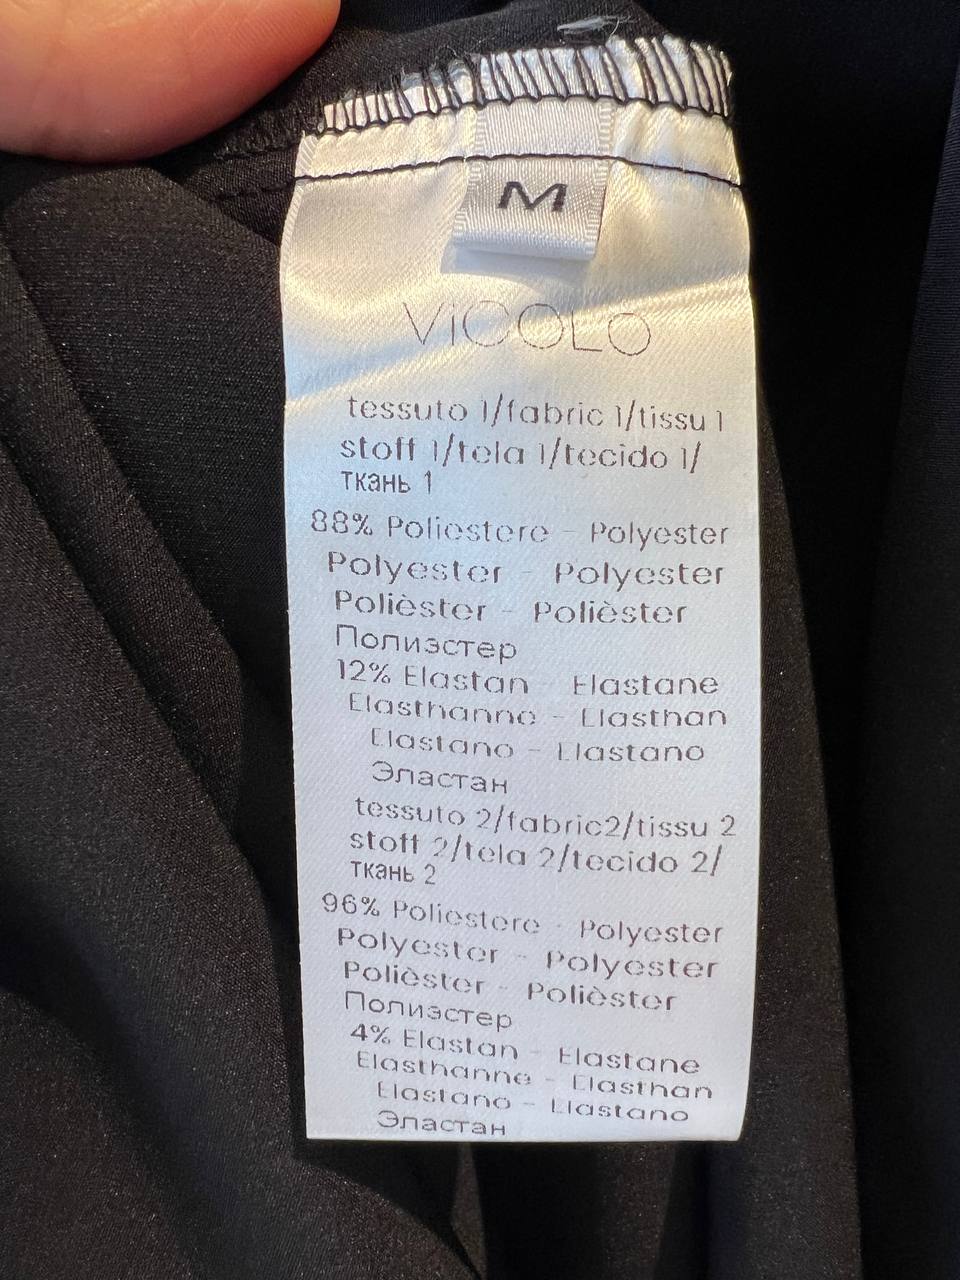 M
ViCOLO
tessuto 1/fabric 1/tissu 1
stoff 1/tela 1/tecido 1/
ткань 1
88% Poliestere - Polyester
Polyester - Polyester
Polièster - Polièster
Полиэстер
12% Elastan - Elastane
Elasthanne - Elasthan
Elastano - Elastano
Эластан
tessuto 2/fabric2/tissu 2
stoff 2/tela 2/tecido 2/
ткань 2
96% Poliestere - Polyester
Polyester - Polyester
Polièster - Polièster
Полиэстер
4% Elastan - Elastane
Elasthanne - Elasthan
Elastano - Elastano
Эластан